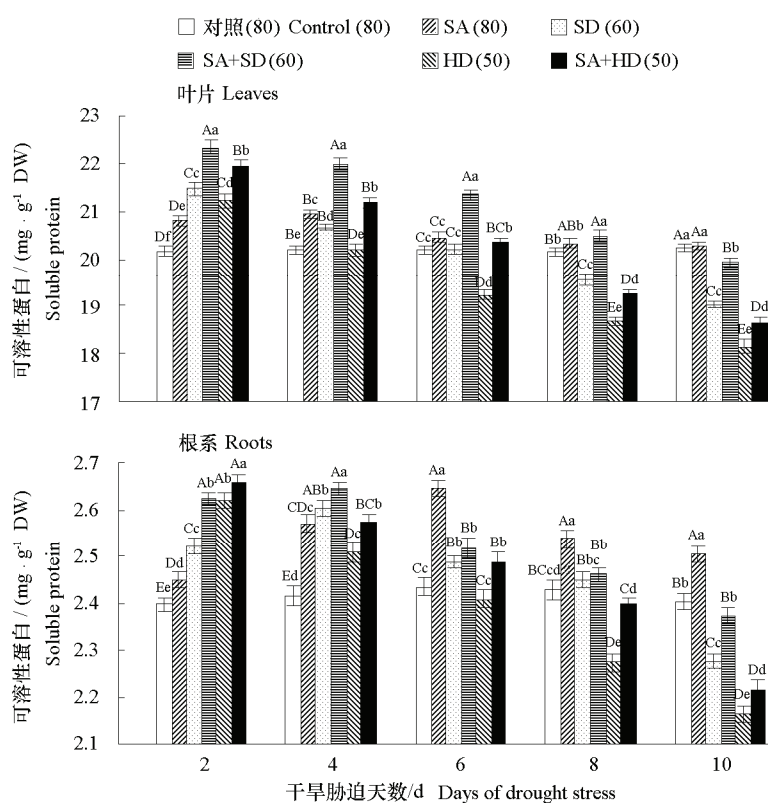 对照(80) Control (80) SA(80) SD (60)
SA+SD(60) HD(50) SA+HD(50)
叶片 Leaves
可溶性蛋白 / (mg · g⁻¹ DW)
Soluble protein
23
22
21
20
19
18
17
Df De Cc Aa Cd Bb
Be Bc Bd Aa De Bb
Cc Cc Cc Aa Dd BCb
Bb ABb Cc Aa Ee Dd
Aa Aa Cc Bb Ee Dd
根系 Roots
可溶性蛋白 / (mg · g⁻¹ DW)
Soluble protein
2.7
2.6
2.5
2.4
2.3
2.2
2.1
Ee Dd Cc Ab Ab Aa
Ed CDc ABb Aa Dc BCb
Cc Aa Bb Bb Cc Bb
BCcd Aa Bbc Bb De Cd
Bb Aa Cc Bb De Dd
2 4 6 8 10
干旱胁迫天数/d Days of drought stress